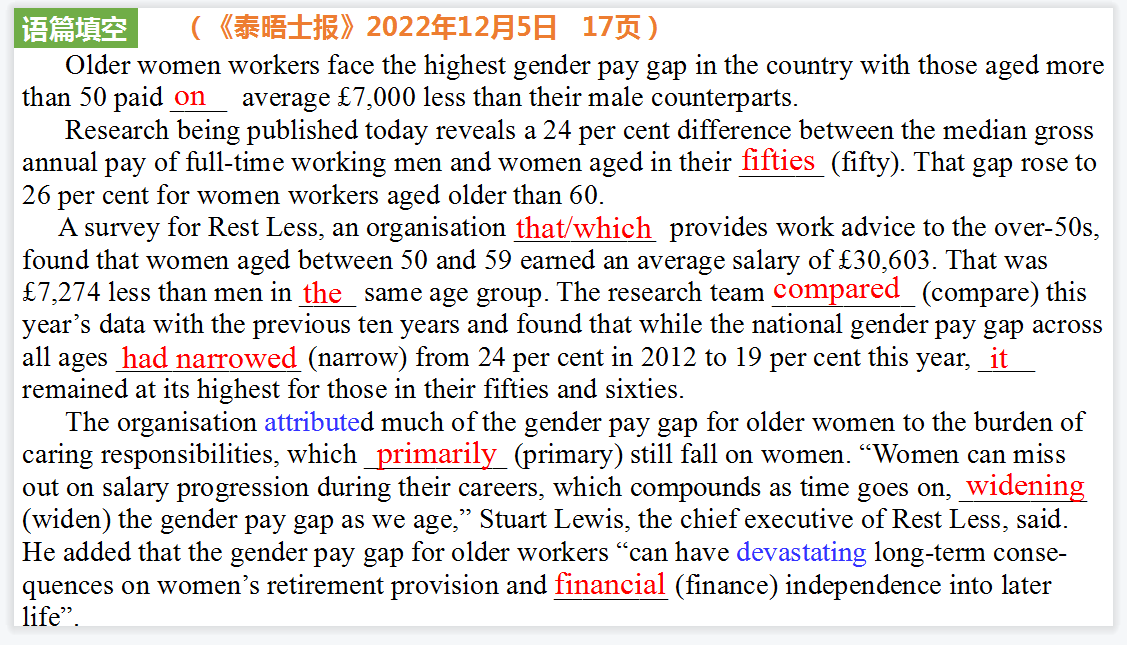 语篇填空 （《泰晤士报》2022年12月5日 17页）
Older women workers face the highest gender pay gap in the country with those aged more
than 50 paid on average £7,000 less than their male counterparts.
Research being published today reveals a 24 per cent difference between the median gross
annual pay of full-time working men and women aged in their fifties (fifty). That gap rose to
26 per cent for women workers aged older than 60.
A survey for Rest Less, an organisation that/which provides work advice to the over-50s,
found that women aged between 50 and 59 earned an average salary of £30,603. That was
£7,274 less than men in the same age group. The research team compared (compare) this
year’s data with the previous ten years and found that while the national gender pay gap across
all ages had narrowed (narrow) from 24 per cent in 2012 to 19 per cent this year, it
remained at its highest for those in their fifties and sixties.
The organisation attributed much of the gender pay gap for older women to the burden of
caring responsibilities, which primarily (primary) still fall on women. “Women can miss
out on salary progression during their careers, which compounds as time goes on, widening
(widen) the gender pay gap as we age,” Stuart Lewis, the chief executive of Rest Less, said.
He added that the gender pay gap for older workers “can have devastating long-term conse-
quences on women’s retirement provision and financial (finance) independence into later
life”.